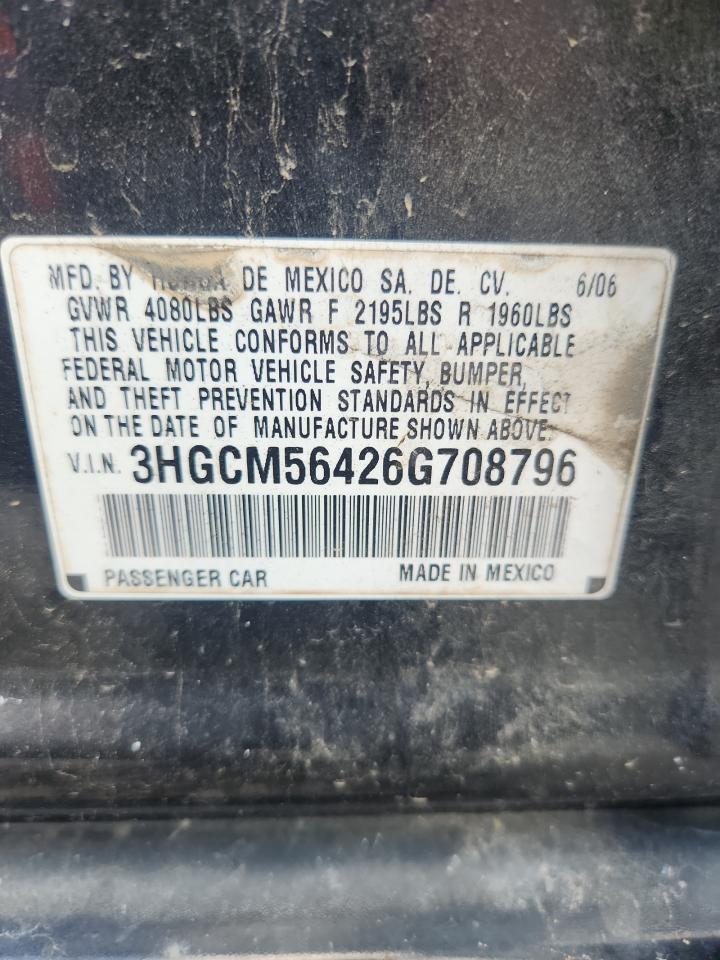 MFD. BY HONDA DE MEXICO SA. DE. CV. 6/06
GVWR 4080LBS GAWR F 2195LBS R 1960LBS
THIS VEHICLE CONFORMS TO ALL APPLICABLE
FEDERAL MOTOR VEHICLE SAFETY, BUMPER,
AND THEFT PREVENTION STANDARDS IN EFFECT
ON THE DATE OF MANUFACTURE SHOWN ABOVE.
V.I.N. 3HGCM56426G708796
PASSENGER CAR MADE IN MEXICO